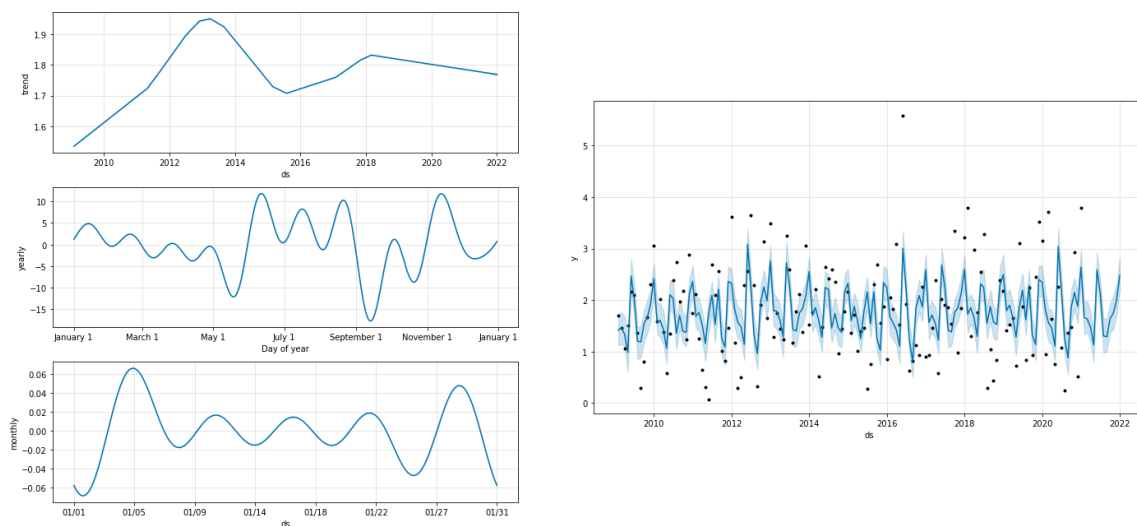 1.9
1.8
1.7
1.6
trend
2010 2012 2014 2016 2018 2020 2022
ds
10
5
0
−5
−10
−15
yearly
January 1 March 1 May 1 July 1 September 1 November 1 January 1
Day of year
0.06
0.04
0.02
0.00
−0.02
−0.04
−0.06
monthly
01/01 01/05 01/09 01/14 01/18 01/22 01/27 01/31
ds
5
4
3
2
1
0
y
2010 2012 2014 2016 2018 2020 2022
ds